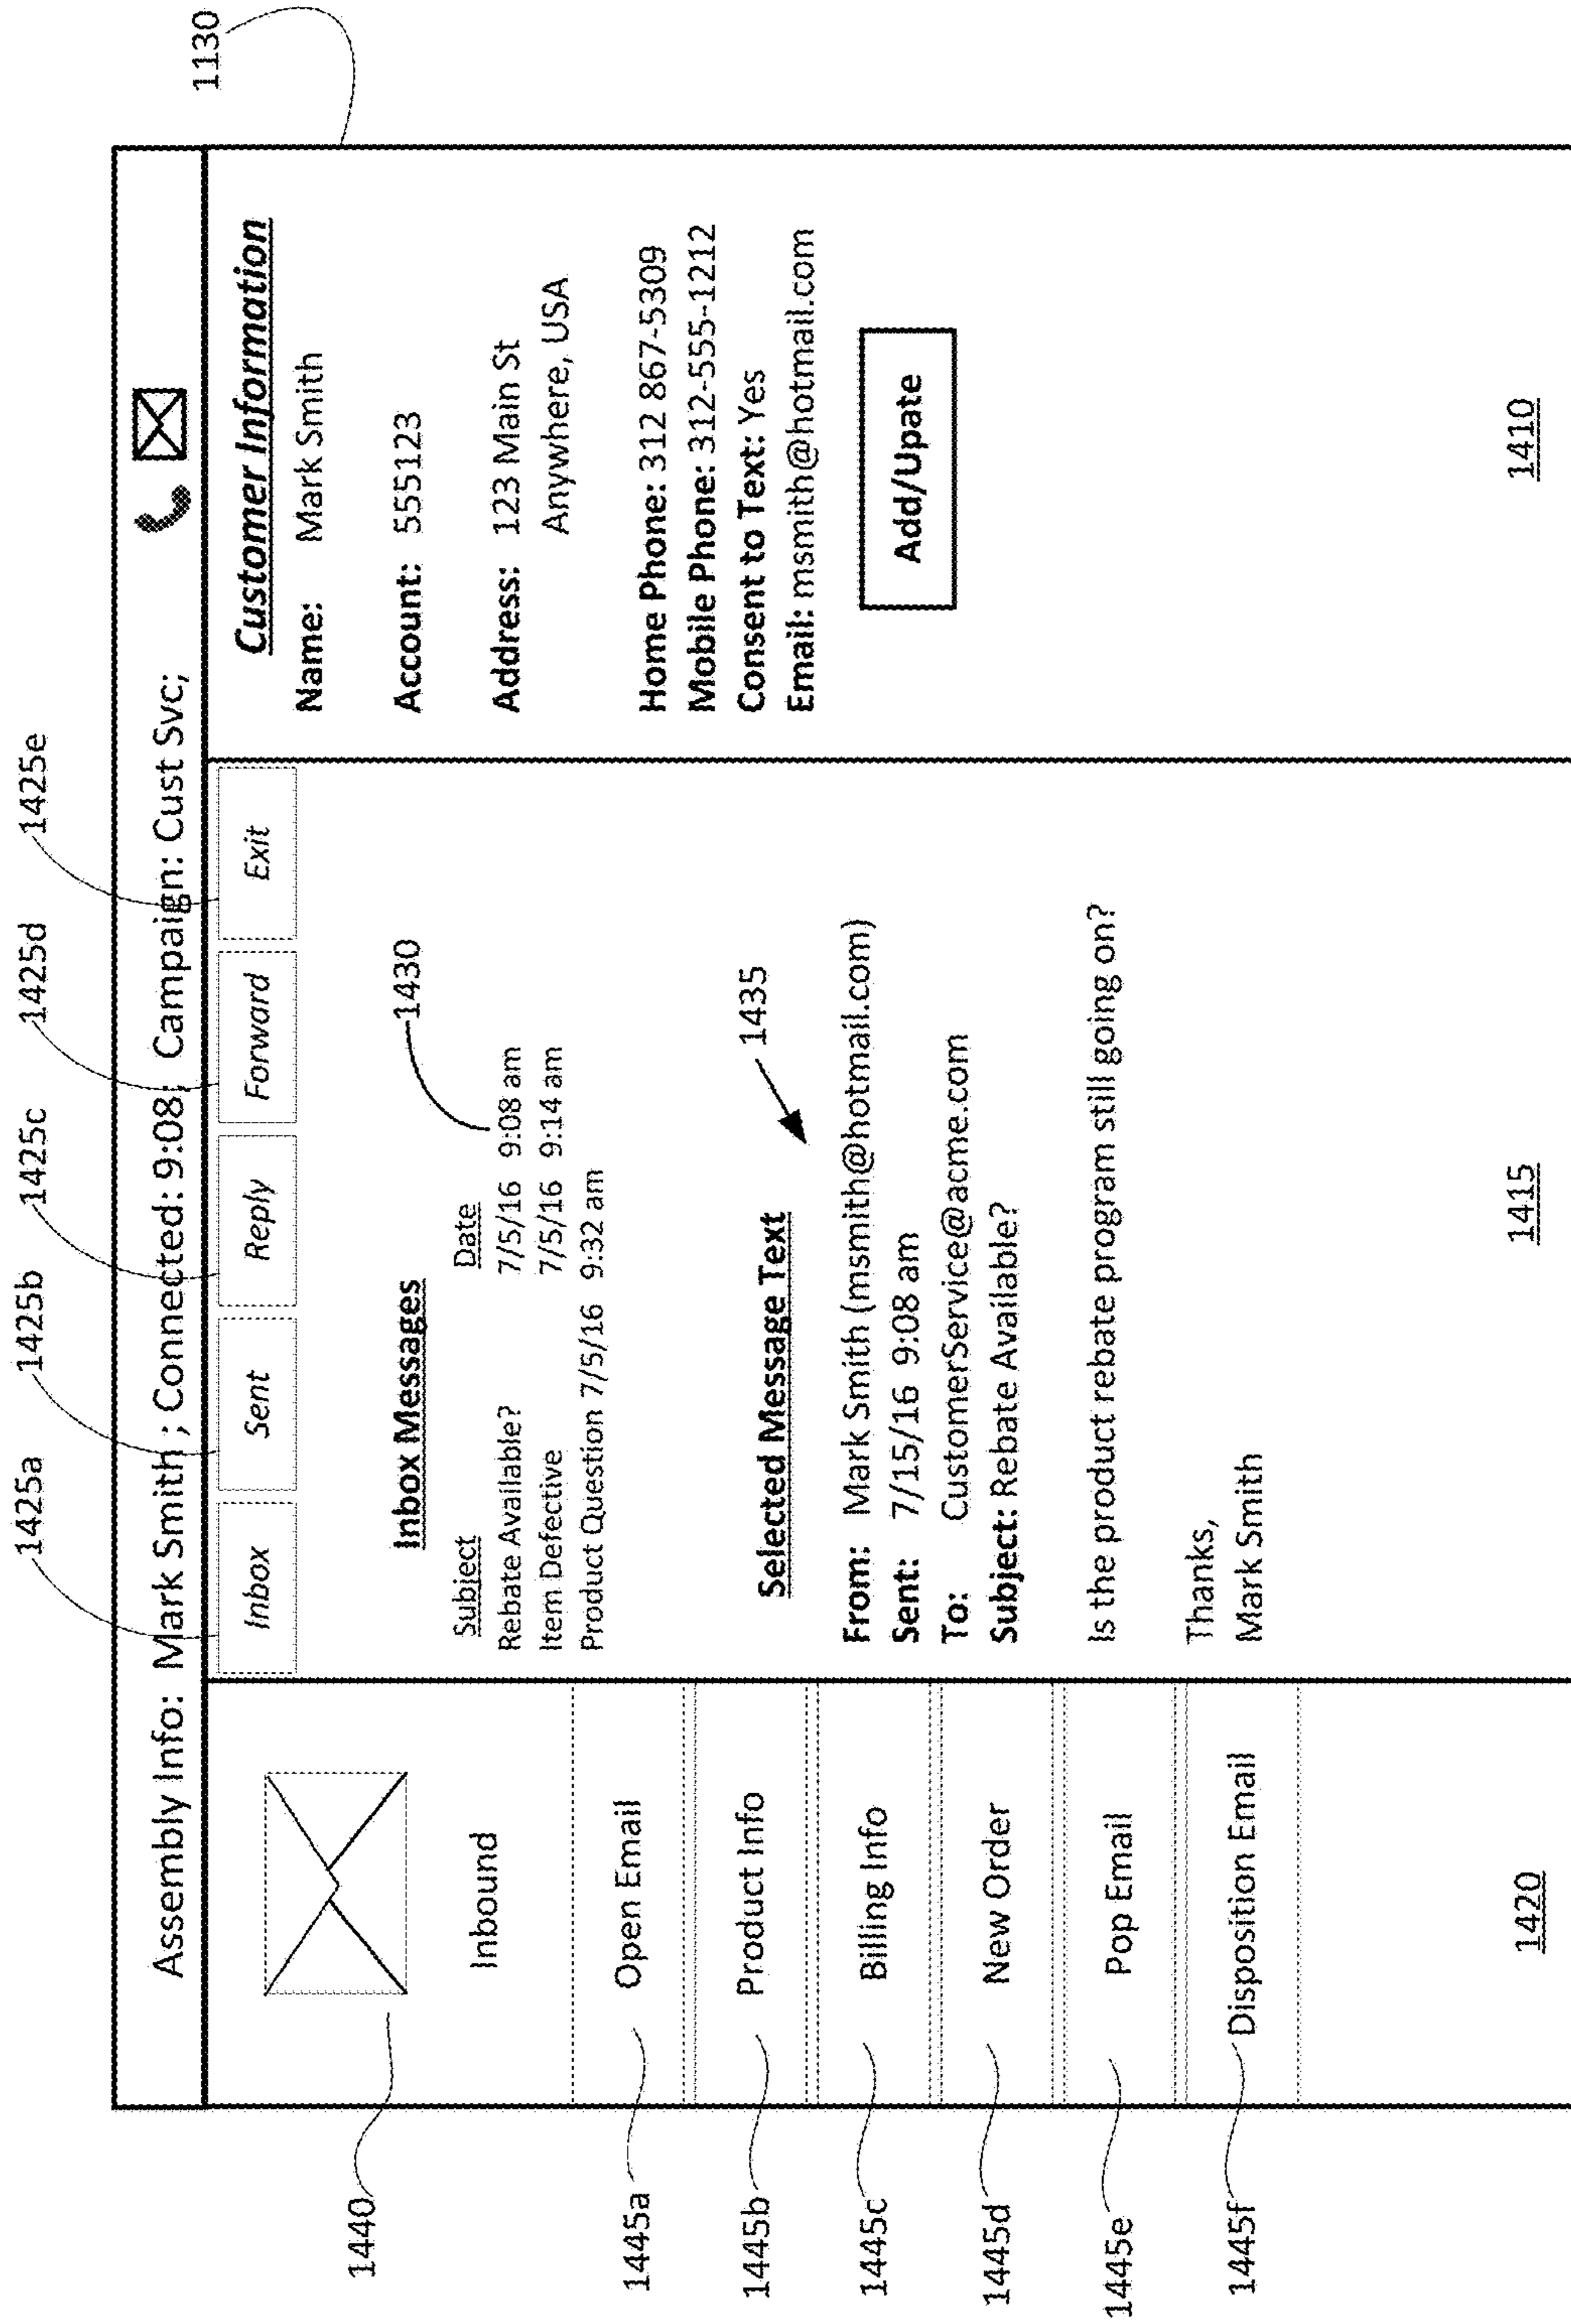 1425a
1425b
1425c
1425d
1425e
1130
Assembly Info: Mark Smith ; Connected: 9:08; Campaign: Cust Svc;
Inbox
Sent
Reply
Forward
Exit
1440
Inbound
1445a
Open Email
1445b
Product Info
1445c
Billing Info
1445d
New Order
1445e
Pop Email
1445f
Disposition Email
1420
Inbox Messages
1430
Subject Date
Rebate Available? 7/5/16 9:08 am
Item Defective 7/5/16 9:14 am
Product Question 7/5/16 9:32 am
Selected Message Text
1435
From: Mark Smith (msmith@hotmail.com)
Sent: 7/15/16 9:08 am
To: CustomerService@acme.com
Subject: Rebate Available?
Is the product rebate program still going on?
Thanks,
Mark Smith
1415
Customer Information
Name: Mark Smith
Account: 555123
Address: 123 Main St
Anywhere, USA
Home Phone: 312 867-5309
Mobile Phone: 312-555-1212
Consent to Text: Yes
Email: msmith@hotmail.com
Add/Upate
1410